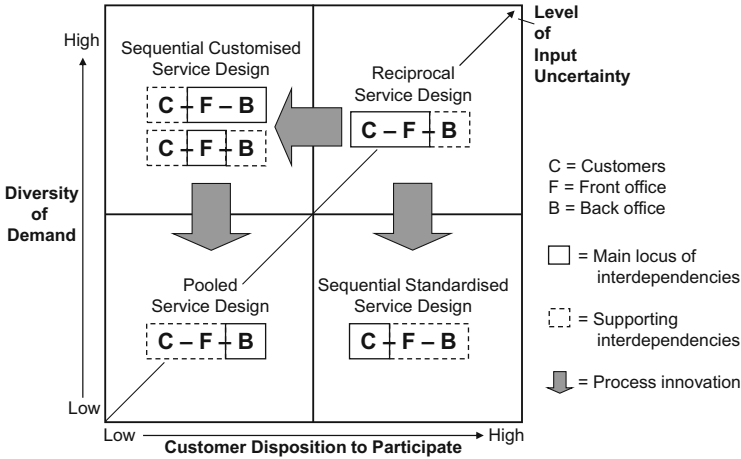 High
Diversity
of
Demand
Low
Sequential Customised
Service Design
C – F – B
C – F – B
Reciprocal
Service Design
C – F – B
Level
of
Input
Uncertainty
Pooled
Service Design
C – F – B
Sequential Standardised
Service Design
C – F – B
C = Customers
F = Front office
B = Back office
= Main locus of
interdependencies
= Supporting
interdependencies
= Process innovation
Low
High
Customer Disposition to Participate